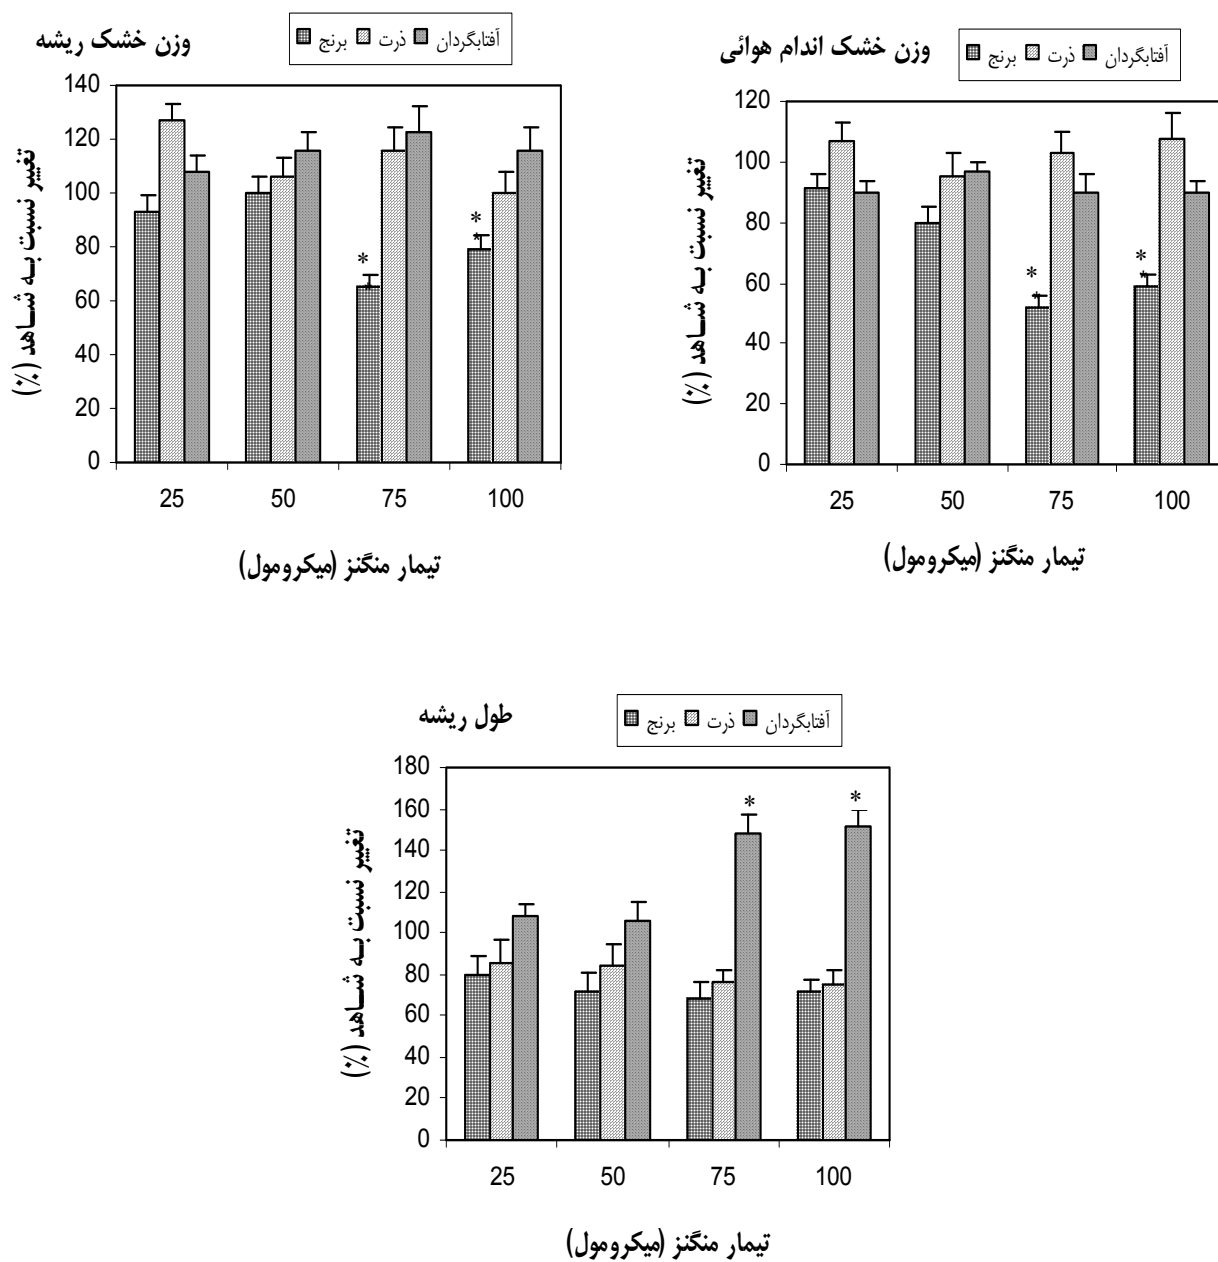 وزن خشک ریشه
برنج ذرت آفتابگردان
تغییر نسبت به شاهد (%)
140
120
100
80
60
40
20
0
* *
* *
25 50 75 100
تیمار منگنز (میکرومول)
وزن خشک اندام هوائی
برنج ذرت آفتابگردان
تغییر نسبت به شاهد (%)
120
100
80
60
40
20
0
* *
* *
25 50 75 100
تیمار منگنز (میکرومول)
طول ریشه
برنج ذرت آفتابگردان
تغییر نسبت به شاهد (%)
180
160
140
120
100
80
60
40
20
0
* *
25 50 75 100
تیمار منگنز (میکرومول)